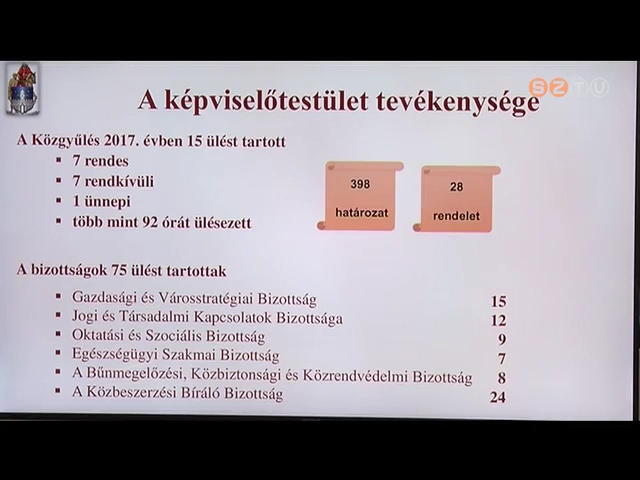 SZTV
A képviselőtestület tevékenysége
A Közgyűlés 2017. évben 15 ülést tartott
▪ 7 rendes
▪ 7 rendkívüli
▪ 1 ünnepi
▪ több mint 92 órát ülésezett
398
határozat
28
rendelet
A bizottságok 75 ülést tartottak
▪ Gazdasági és Városstratégiai Bizottság 15
▪ Jogi és Társadalmi Kapcsolatok Bizottsága 12
▪ Oktatási és Szociális Bizottság 9
▪ Egészségügyi Szakmai Bizottság 7
▪ A Bűnmegelőzési, Közbiztonsági és Közrendvédelmi Bizottság 8
▪ A Közbeszerzési Bíráló Bizottság 24